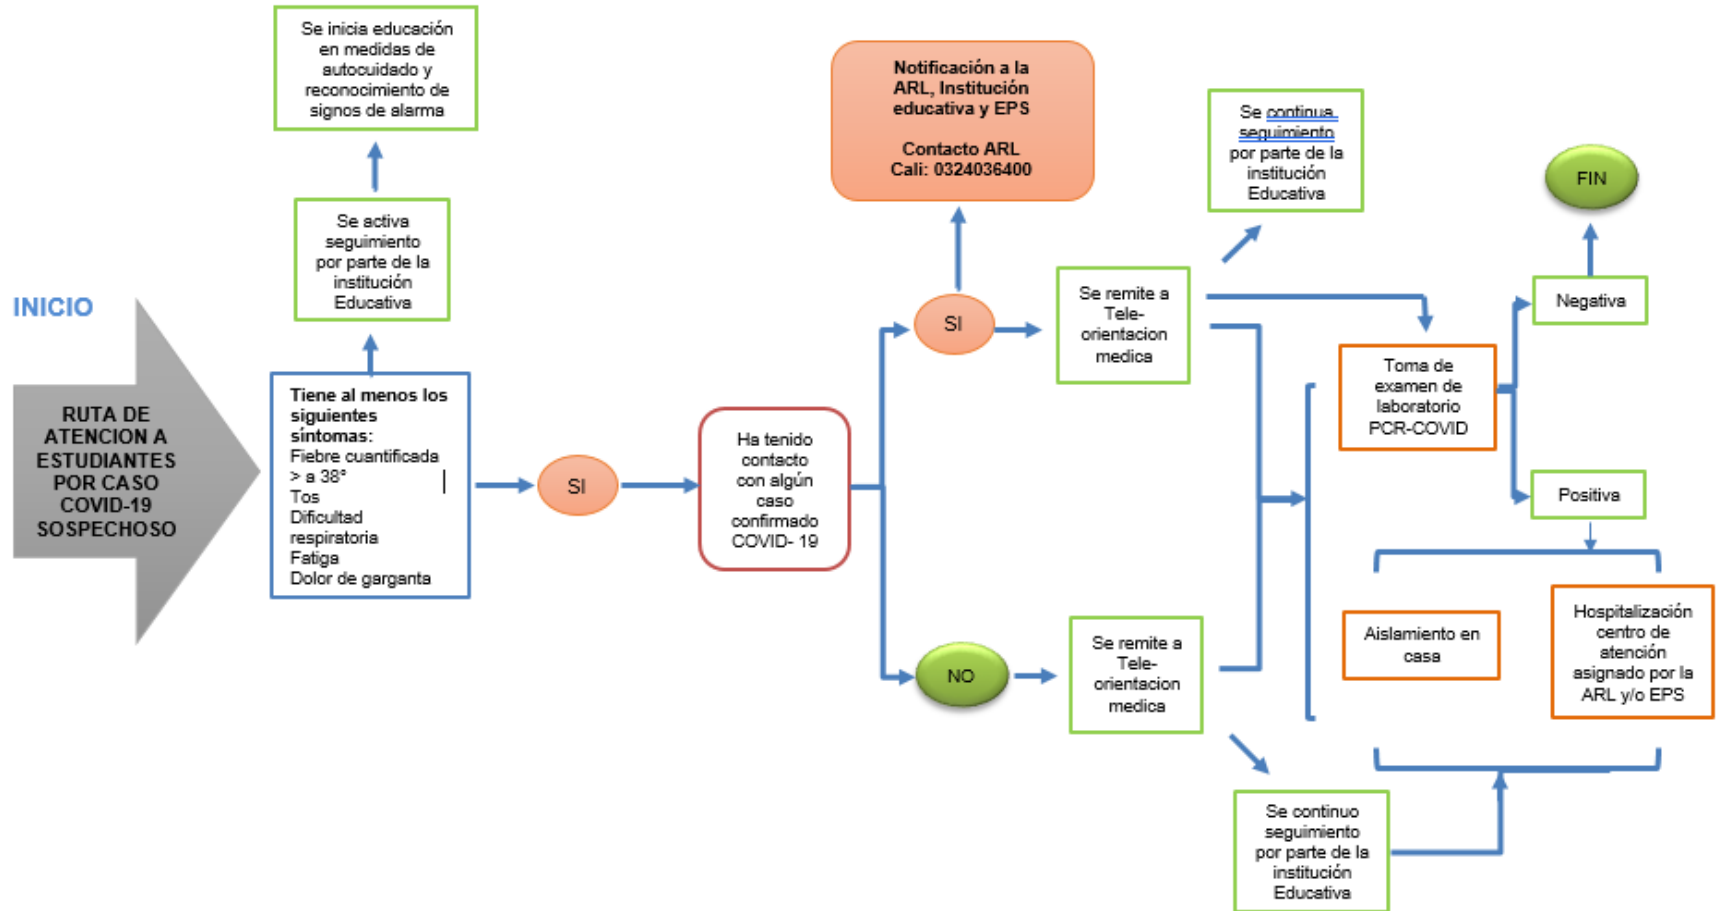 INICIO
RUTA DE
ATENCION A
ESTUDIANTES
POR CASO
COVID-19
SOSPECHOSO
Se inicia educación
en medidas de
autocuidado y
reconocimiento de
signos de alarma
Se activa
seguimiento
por parte de la
institución
Educativa
Tiene al menos los
siguientes
síntomas:
Fiebre cuantificada
> a 38°
Tos
Dificultad
respiratoria
Fatiga
Dolor de garganta
SI
Ha tenido
contacto
con algún
caso
confirmado
COVID- 19
SI
Notificación a la
ARL, Institución
educativa y EPS
Contacto ARL
Cali: 0324036400
Se remite a
Tele-
orientacion
medica
Se continua
seguimiento
por parte de la
institución
Educativa
NO
Se remite a
Tele-
orientacion
medica
Se continuo
seguimiento
por parte de la
institución
Educativa
Toma de
examen de
laboratorio
PCR-COVID
Negativa
FIN
Positiva
Aislamiento en
casa
Hospitalización
centro de
atención
asignado por la
ARL y/o EPS